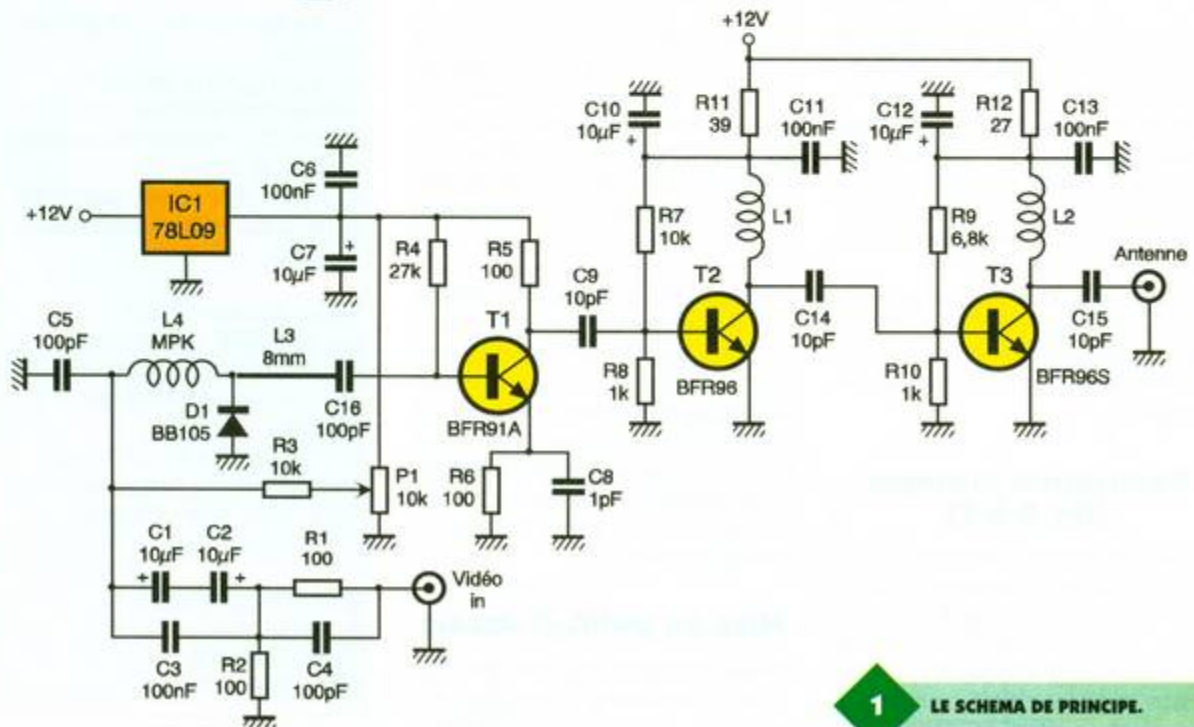 +12V
IC1
78L09
C6
100nF
C7
10µF
+
R4
27k
R5
100
T1
BFR91A
C5
100pF
L4
MPK
L3
8mm
D1
BB105
C16
100pF
R3
10k
P1
10k
R6
100
C8
1pF
C1
10µF
+
C2
10µF
+
R1
100
Vidéo
in
C3
100nF
R2
100
C4
100pF
+12V
C10
10µF
+
R11
39
C11
100nF
R7
10k
L1
C9
10pF
T2
BFR96
R8
1k
C14
10pF
C12
10µF
+
R12
27
C13
100nF
R9
6,8k
L2
T3
BFR96S
R10
1k
C15
10pF
Antenne
1 LE SCHEMA DE PRINCIPE.